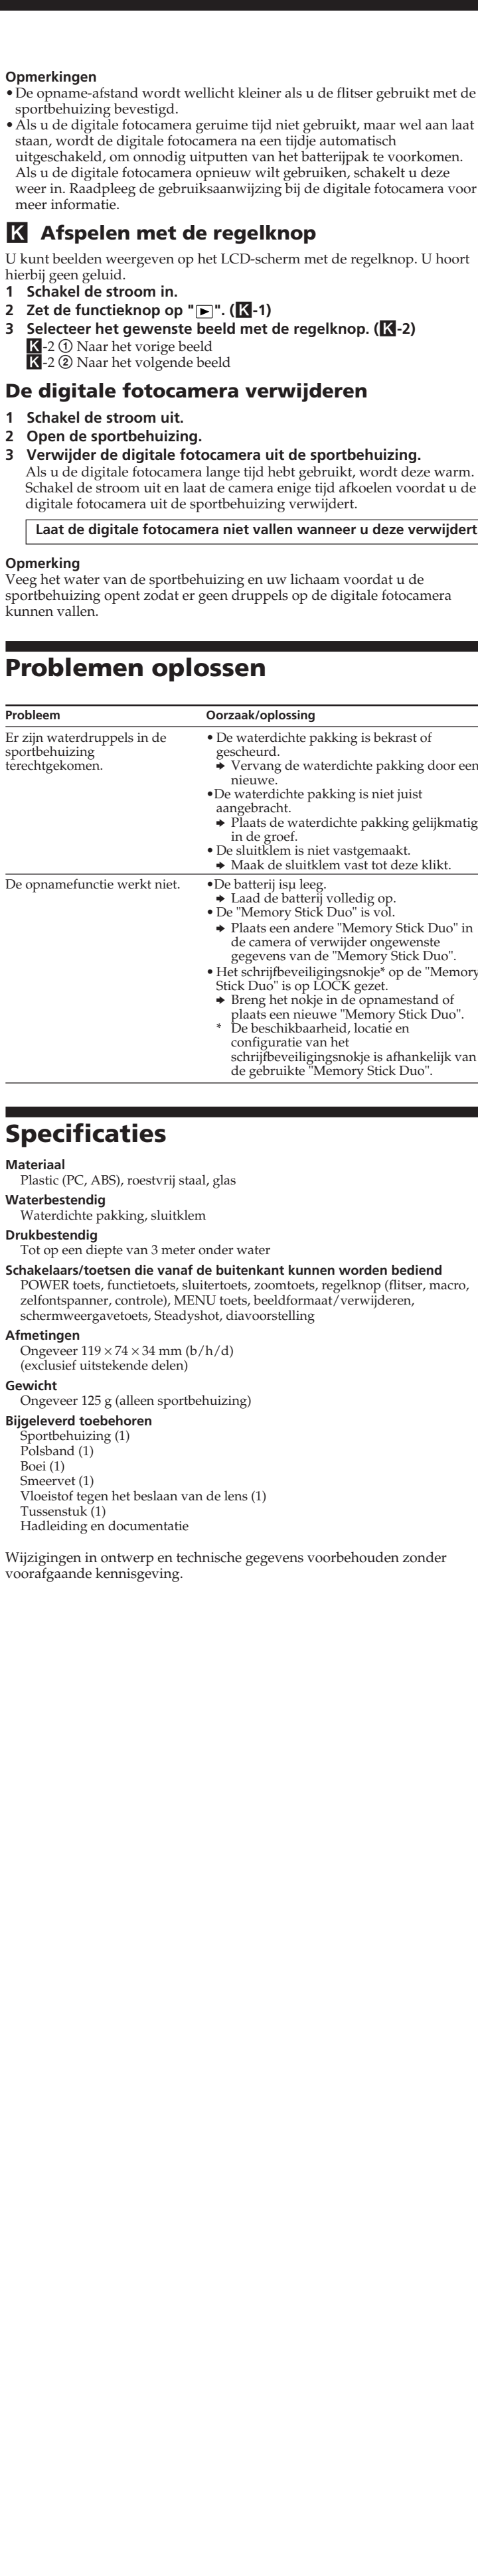 Opmerkingen
• De opname-afstand wordt wellicht kleiner als u de flitser gebruikt met de
sportbehuizing bevestigd.
• Als u de digitale fotocamera geruime tijd niet gebruikt, maar wel aan laat
staan, wordt de digitale fotocamera na een tijdje automatisch
uitgeschakeld, om onnodig uitputten van het batterijpak te voorkomen.
Als u de digitale fotocamera opnieuw wilt gebruiken, schakelt u deze
weer in. Raadpleeg de gebruiksaanwijzing bij de digitale fotocamera voor
meer informatie.
K Afspelen met de regelknop
U kunt beelden weergeven op het LCD-scherm met de regelknop. U hoort
hierbij geen geluid.
1 Schakel de stroom in.
2 Zet de functieknop op "▶". (K-1)
3 Selecteer het gewenste beeld met de regelknop. (K-2)
K-2 ① Naar het vorige beeld
K-2 ② Naar het volgende beeld
De digitale fotocamera verwijderen
1 Schakel de stroom uit.
2 Open de sportbehuizing.
3 Verwijder de digitale fotocamera uit de sportbehuizing.
Als u de digitale fotocamera lange tijd hebt gebruikt, wordt deze warm.
Schakel de stroom uit en laat de camera enige tijd afkoelen voordat u de
digitale fotocamera uit de sportbehuizing verwijdert.
Laat de digitale fotocamera niet vallen wanneer u deze verwijdert
Opmerking
Veeg het water van de sportbehuizing en uw lichaam voordat u de
sportbehuizing opent zodat er geen druppels op de digitale fotocamera
kunnen vallen.
Problemen oplossen
Probleem Oorzaak/oplossing
Er zijn waterdruppels in de
sportbehuizing
terechtgekomen.
• De waterdichte pakking is bekrast of
gescheurd.
➜ Vervang de waterdichte pakking door een
nieuwe.
• De waterdichte pakking is niet juist
aangebracht.
➜ Plaats de waterdichte pakking gelijkmatig
in de groef.
• De sluitklem is niet vastgemaakt.
➜ Maak de sluitklem vast tot deze klikt.
De opnamefunctie werkt niet.
• De batterij isµ leeg.
➜ Laad de batterij volledig op.
• De "Memory Stick Duo" is vol.
➜ Plaats een andere "Memory Stick Duo" in
de camera of verwijder ongewenste
gegevens van de "Memory Stick Duo".
• Het schrijfbeveiligingsnokje* op de "Memory
Stick Duo" is op LOCK gezet.
➜ Breng het nokje in de opnamestand of
plaats een nieuwe "Memory Stick Duo".
* De beschikbaarheid, locatie en
configuratie van het
schrijfbeveiligingsnokje is afhankelijk van
de gebruikte "Memory Stick Duo".
Specificaties
Materiaal
Plastic (PC, ABS), roestvrij staal, glas
Waterbestendig
Waterdichte pakking, sluitklem
Drukbestendig
Tot op een diepte van 3 meter onder water
Schakelaars/toetsen die vanaf de buitenkant kunnen worden bediend
POWER toets, functietoets, sluitertoets, zoomtoets, regelknop (flitser, macro,
zelfontspanner, controle), MENU toets, beeldformaat/verwijderen,
schermweergavetoets, Steadyshot, diavoorstelling
Afmetingen
Ongeveer 119 × 74 × 34 mm (b/h/d)
(exclusief uitstekende delen)
Gewicht
Ongeveer 125 g (alleen sportbehuizing)
Bijgeleverd toebehoren
Sportbehuizing (1)
Polsband (1)
Boei (1)
Smeervet (1)
Vloeistof tegen het beslaan van de lens (1)
Tussenstuk (1)
Hadleiding en documentatie
Wijzigingen in ontwerp en technische gegevens voorbehouden zonder
voorafgaande kennisgeving.